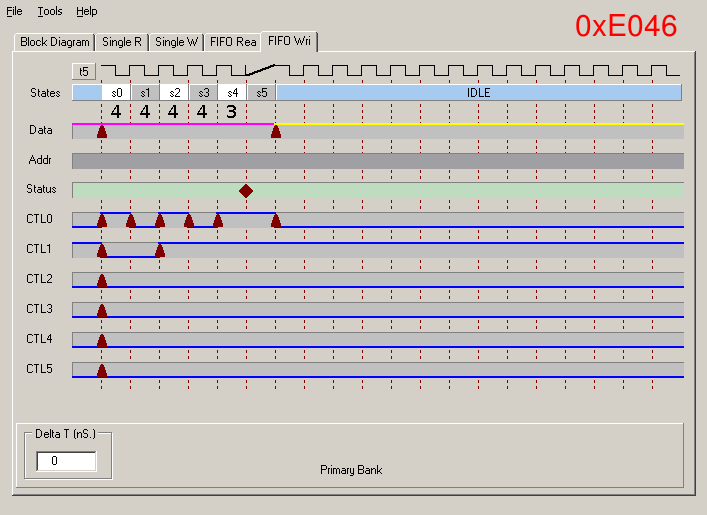 File Tools Help
0xE046
Block Diagram Single R Single W FIFO Rea FIFO Wri
t5
States s0 s1 s2 s3 s4 s5 IDLE
4 4 4 4 3
Data
Addr
Status
CTL0
CTL1
CTL2
CTL3
CTL4
CTL5
Delta T (nS.)
0
Primary Bank